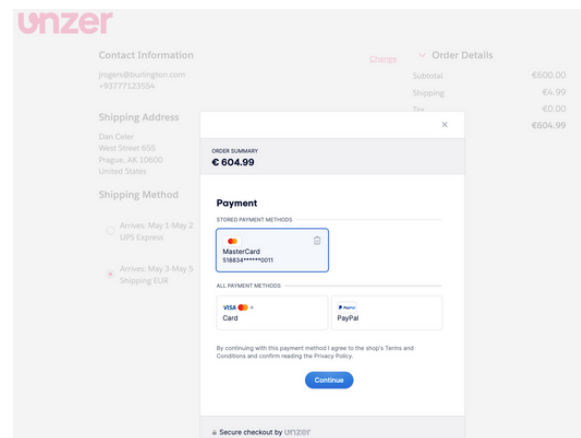 unzer
Contact Information
Change
Order Details
jrogers@burlington.com
+93777123554
Subtotal €600.00
Shipping €4.99
Tax €0.00
€604.99
Shipping Address
Dan Celer
West Street 655
Prague, AK 10600
United States
Shipping Method
Arrives: May 1-May 2
UPS Express
Arrives: May 3-May 5
Shipping EUR
ORDER SUMMARY
€ 604.99
Payment
STORED PAYMENT METHODS
MasterCard
518834******0011
ALL PAYMENT METHODS
VISA +
Card
PayPal
PayPal
By continuing with this payment method I agree to the shop's Terms and
Conditions and confirm reading the Privacy Policy.
Continue
Secure checkout by unzer